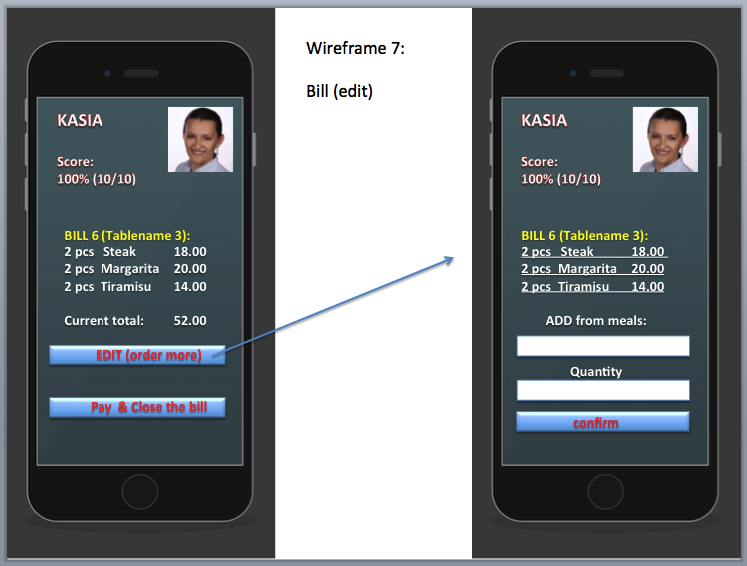 KASIA
Score:
100% (10/10)
BILL 6 (Tablename 3):
2 pcs Steak 18.00
2 pcs Margarita 20.00
2 pcs Tiramisu 14.00
Current total: 52.00
EDIT (order more)
Pay & Close the bill
Wireframe 7:
Bill (edit)
KASIA
Score:
100% (10/10)
BILL 6 (Tablename 3):
2 pcs Steak 18.00
2 pcs Margarita 20.00
2 pcs Tiramisu 14.00
ADD from meals:
Quantity
confirm